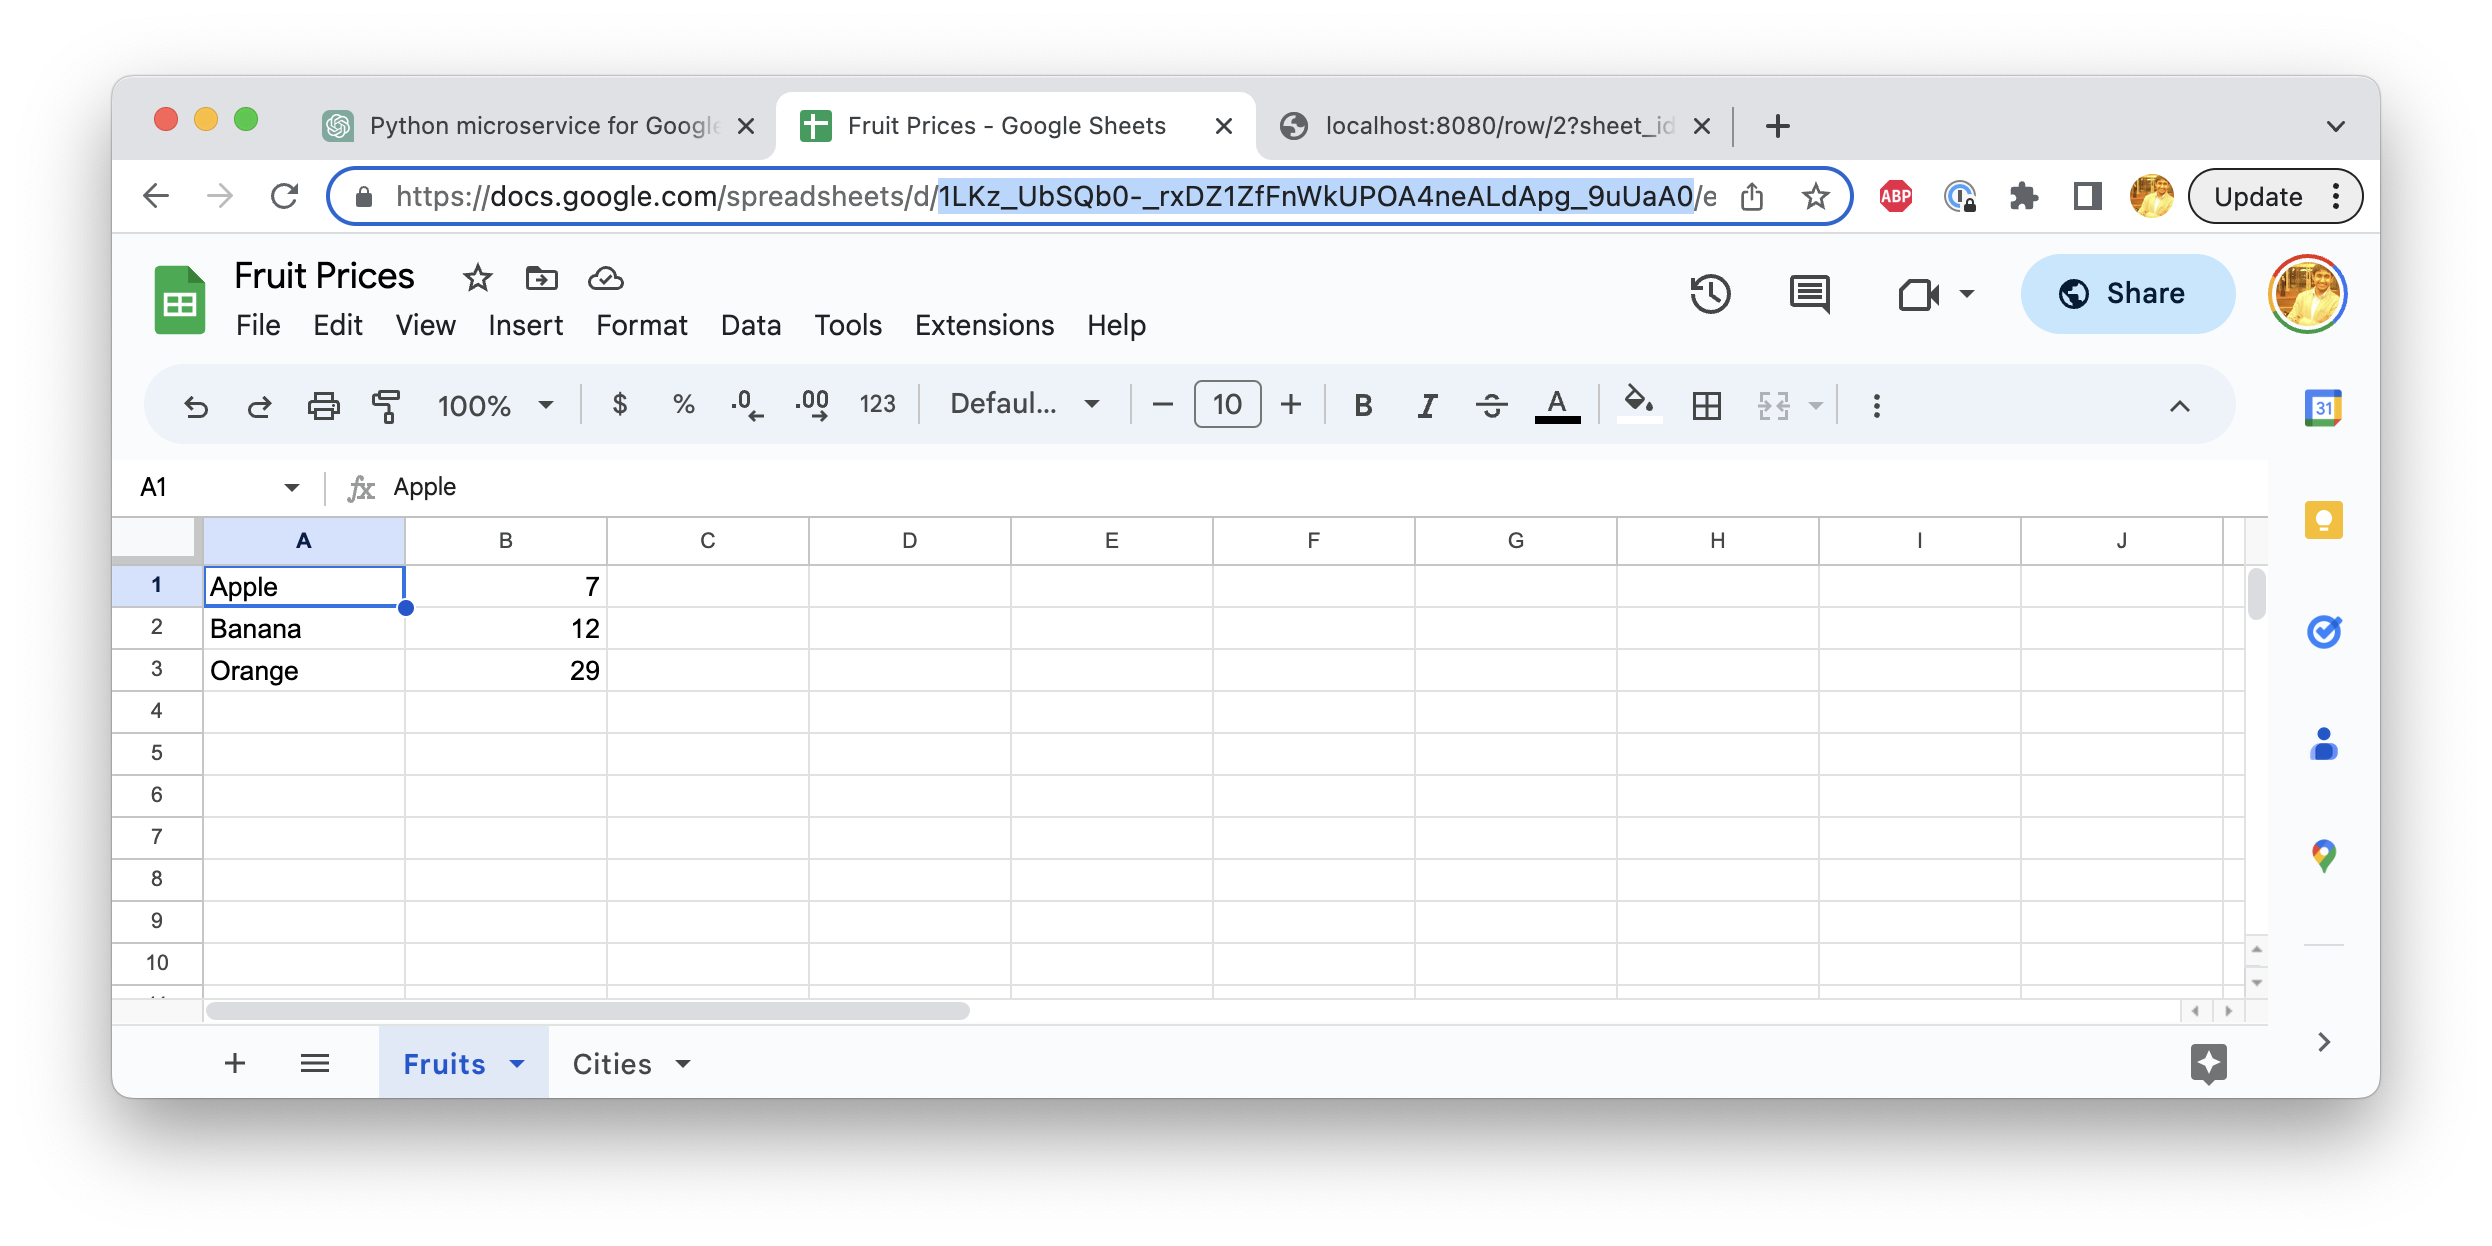 Python microservice for Google
Fruit Prices - Google Sheets
localhost:8080/row/2?sheet_id
https://docs.google.com/spreadsheets/d/1LKz_UbSQb0-_rxDZ1ZfFnWkUPOA4neALdApg_9uUaA0/e
ABP
Update
Fruit Prices
File Edit View Insert Format Data Tools Extensions Help
Share
100% $ % .0 .00 123 Defaul... 10 B I S A
31
A1 fx Apple
A B C D E F G H I J
1 Apple 7
2 Banana 12
3 Orange 29
4
5
6
7
8
9
10
Fruits Cities